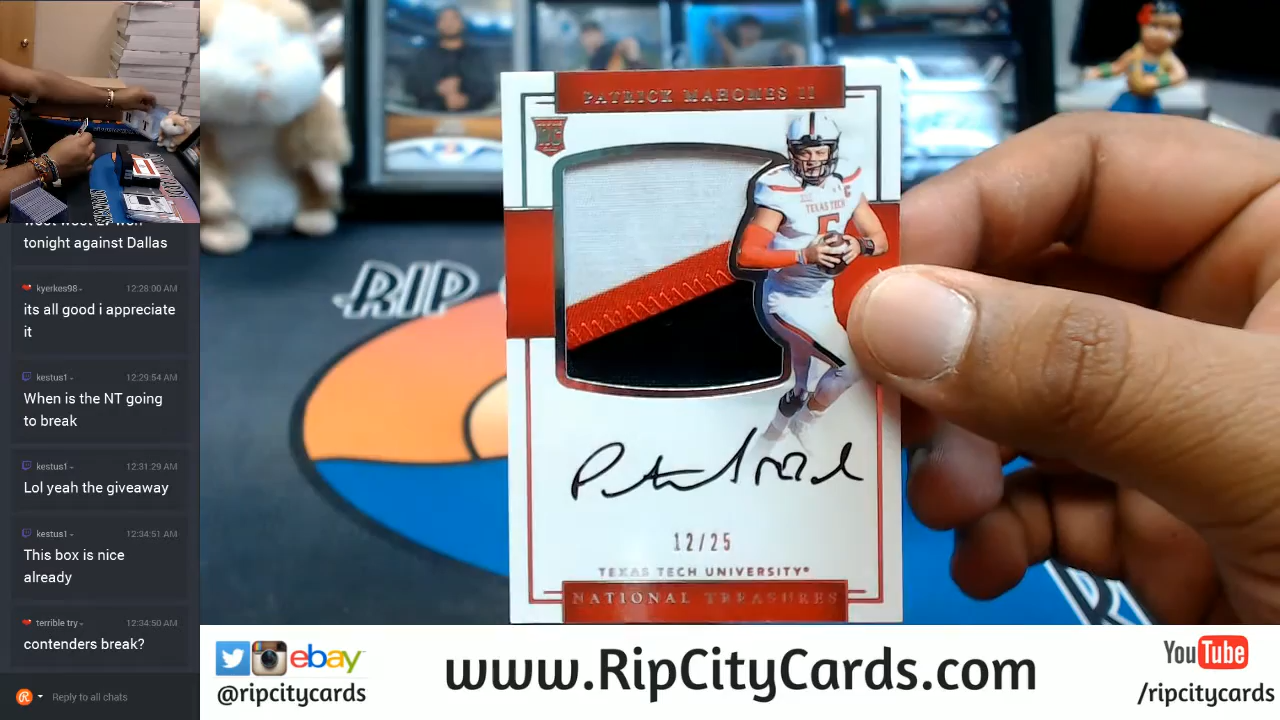 tonight against Dallas
kyerkes98
12:28:00 AM
its all good i appreciate
it
kestus1
12:29:54 AM
When is the NT going
to break
kestus1
12:31:29 AM
Lol yeah the giveaway
kestus1
12:34:51 AM
This box is nice
already
terrible try
12:34:50 AM
contenders break?
Reply to all chats
PATRICK MAHOMES II
RC
TEXAS TECH
5
C
12/25
TEXAS TECH UNIVERSITY®
NATIONAL TREASURES
RIP
ebay
@ripcitycards
www.RipCityCards.com
YouTube
/ripcitycards